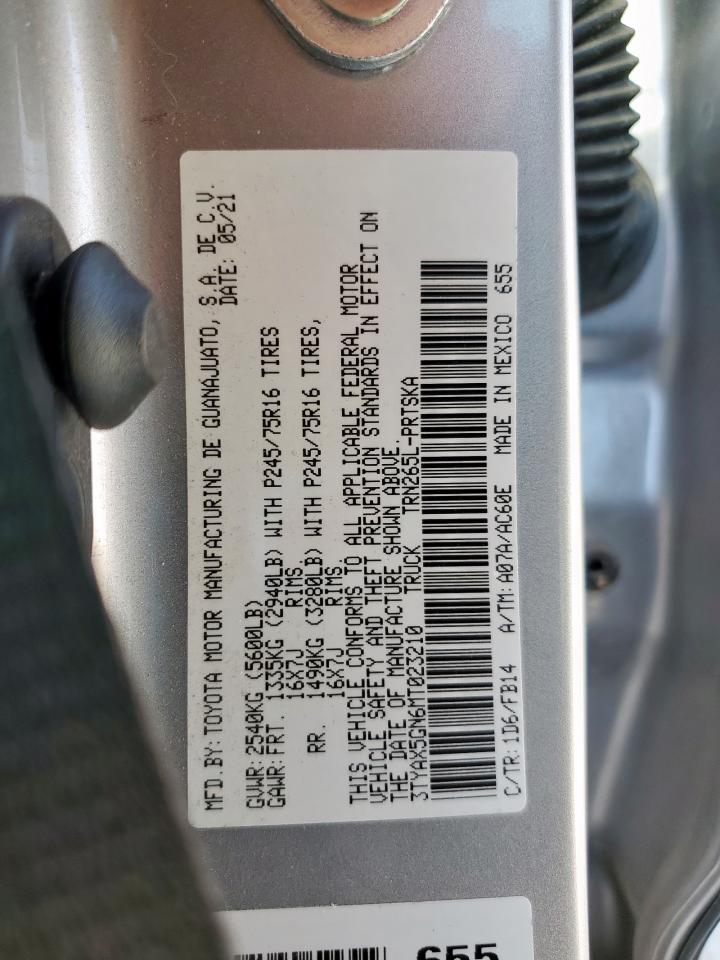 MFD.BY: TOYOTA MOTOR MANUFACTURING DE GUANAJUATO, S.A. DE C.V.
DATE: 05/21
GVWR: 2540KG (5600LB)
GAWR: FRT. 1335KG (2940LB) WITH P245/75R16 TIRES
16X7J RIMS.
RR. 1490KG (3280LB) WITH P245/75R16 TIRES,
16X7J RIMS.
THIS VEHICLE CONFORMS TO ALL APPLICABLE FEDERAL MOTOR
VEHICLE SAFETY AND THEFT PREVENTION STANDARDS IN EFFECT ON
THE DATE OF MANUFACTURE SHOWN ABOVE.
3TYAX5GN6MT023210 TRUCK TRN265L-PRTSKA
C/TR: 1D6/FB14 A/TM: A07A/AC60E MADE IN MEXICO 655
655